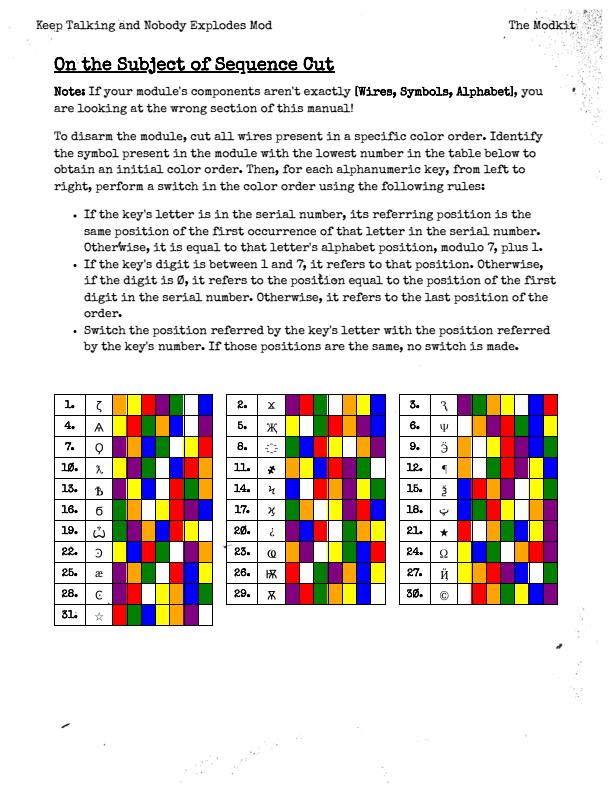 Keep Talking and Nobody Explodes Mod The Modkit
On the Subject of Sequence Cut
Note: If your module's components aren't exactly [Wires, Symbols, Alphabet], you
are looking at the wrong section of this manual!
To disarm the module, cut all wires present in a specific color order. Identify
the symbol present in the module with the lowest number in the table below to
obtain an initial color order. Then, for each alphanumeric key, from left to
right, perform a switch in the color order using the following rules:
• If the key's letter is in the serial number, its referring position is the
same position of the first occurrence of that letter in the serial number.
Otherwise, it is equal to that letter's alphabet position, modulo 7, plus 1.
• If the key's digit is between 1 and 7, it refers to that position. Otherwise,
if the digit is 0, it refers to the position equal to the position of the first
digit in the serial number. Otherwise, it refers to the last position of the
order.
• Switch the position referred by the key's letter with the position referred
by the key's number. If those positions are the same, no switch is made.
1. ζ 2. x 3. ϡ
4. Ѧ 5. Җ 6. Ψ
7. Ϙ 8. ◌ 9. Ӭ
10. λ 11. 12. ¶
13. Ѣ 14. Ϟ 15. ѯ
16. б 17. ϗ 18.
19. Ѽ 20. ¿ 21. ★
22. Э 23. Ҩ 24. Ω
25. æ 26. Ѭ 27. Ҋ
28. Є 29. Ѫ 30. ©
31. ☆